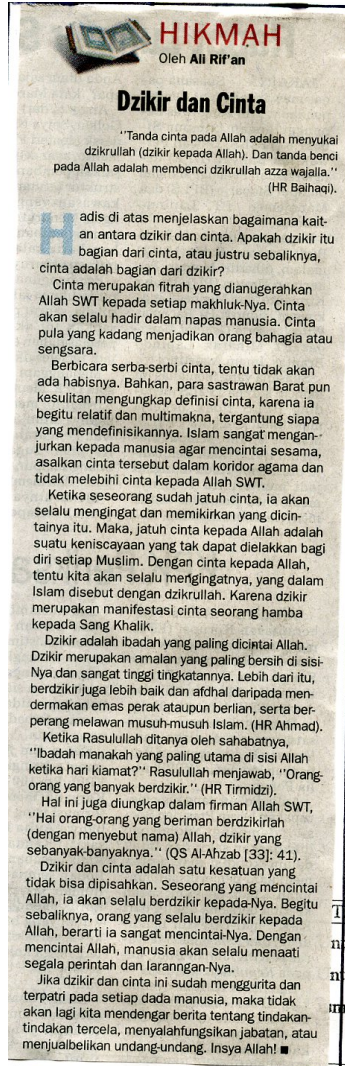 HIKMAH
Oleh Ali Rif'an
Dzikir dan Cinta
''Tanda cinta pada Allah adalah menyukai
dzikrullah (dzikir kepada Allah). Dan tanda benci
pada Allah adalah membenci dzikrullah azza wajalla.''
(HR Baihaqi).
Hadis di atas menjelaskan bagaimana kait-
an antara dzikir dan cinta. Apakah dzikir itu
bagian dari cinta, atau justru sebaliknya,
cinta adalah bagian dari dzikir?
Cinta merupakan fitrah yang dianugerahkan
Allah SWT kepada setiap makhluk-Nya. Cinta
akan selalu hadir dalam napas manusia. Cinta
pula yang kadang menjadikan orang bahagia atau
sengsara.
Berbicara serba-serbi cinta, tentu tidak akan
ada habisnya. Bahkan, para sastrawan Barat pun
kesulitan mengungkap definisi cinta, karena ia
begitu relatif dan multimakna, tergantung siapa
yang mendefinisikannya. Islam sangat mengan-
jurkan kepada manusia agar mencintai sesama,
asalkan cinta tersebut dalam koridor agama dan
tidak melebihi cinta kepada Allah SWT.
Ketika seseorang sudah jatuh cinta, ia akan
selalu mengingat dan memikirkan yang dicin-
tainya itu. Maka, jatuh cinta kepada Allah adalah
suatu keniscayaan yang tak dapat dielakkan bagi
diri setiap Muslim. Dengan cinta kepada Allah,
tentu kita akan selalu mengingatnya, yang dalam
Islam disebut dengan dzikrullah. Karena dzikir
merupakan manifestasi cinta seorang hamba
kepada Sang Khalik.
Dzikir adalah ibadah yang paling dicintai Allah.
Dzikir merupakan amalan yang paling bersih di sisi-
Nya dan sangat tinggi tingkatannya. Lebih dari itu,
berdzikir juga lebih baik dan afdhal daripada men-
dermakan emas perak ataupun berlian, serta ber-
perang melawan musuh-musuh Islam. (HR Ahmad).
Ketika Rasulullah ditanya oleh sahabatnya,
''Ibadah manakah yang paling utama di sisi Allah
ketika hari kiamat?'' Rasulullah menjawab, ''Orang-
orang yang banyak berdzikir.'' (HR Tirmidzi).
Hal ini juga diungkap dalam firman Allah SWT,
''Hai orang-orang yang beriman berdzikirlah
(dengan menyebut nama) Allah, dzikir yang
sebanyak-banyaknya.'' (QS Al-Ahzab [33]: 41).
Dzikir dan cinta adalah satu kesatuan yang
tidak bisa dipisahkan. Seseorang yang mencintai
Allah, ia akan selalu berdzikir kepada-Nya. Begitu
sebaliknya, orang yang selalu berdzikir kepada
Allah, berarti ia sangat mencintai-Nya. Dengan
mencintai Allah, manusia akan selalu menaati
segala perintah dan laranngan-Nya.
Jika dzikir dan cinta ini sudah menggurita dan
terpatri pada setiap dada manusia, maka tidak
akan lagi kita mendengar berita tentang tindakan-
tindakan tercela, menyalahfungsikan jabatan, atau
menjualbelikan undang-undang. Insya Allah! ■